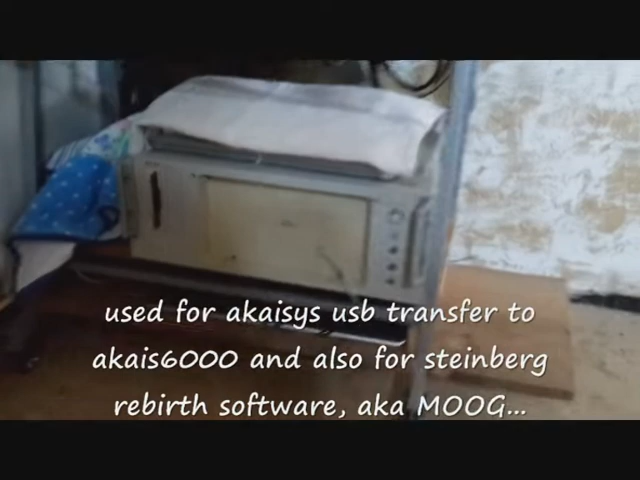 used for akaisys usb transfer to
akais6000 and also for steinberg
rebirth software, aka MOOG...